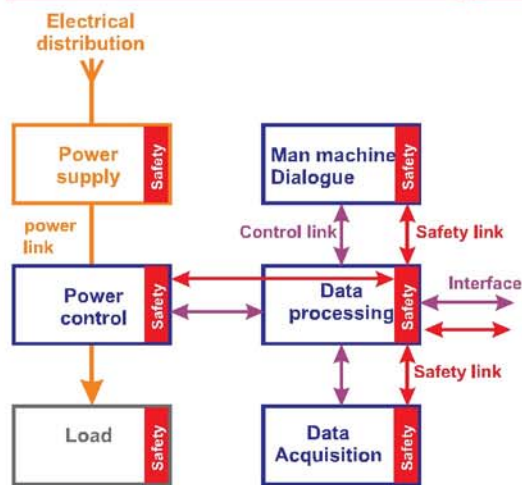 Electrical
distribution
Power
supply
Safety
Man machine
Dialogue
Safety
power
link
Control link
Safety link
Power
control
Safety
Data
processing
Safety
Interface
Safety link
Load
Safety
Data
Acquisition
Safety